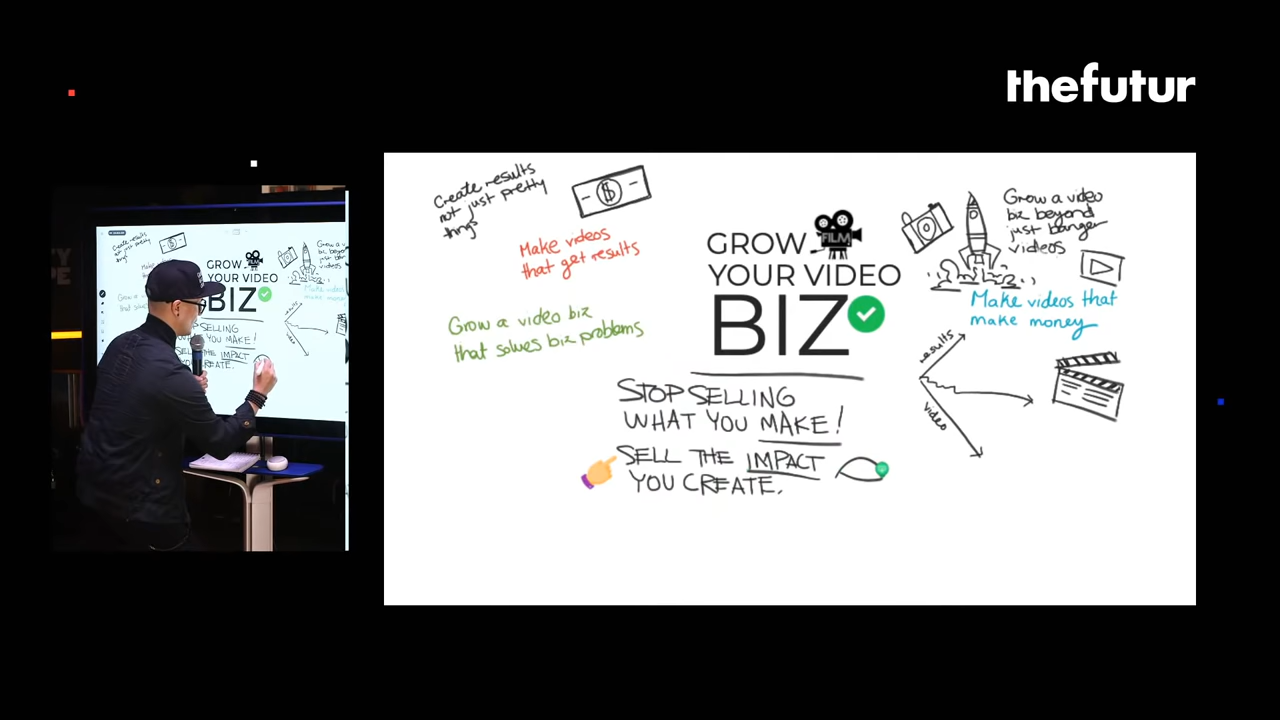 thefutur
Create results
not just pretty
things
Make videos
that get results
Grow a video biz
that solves biz problems
GROW
FILM
YOUR VIDEO
BIZ
STOP SELLING
WHAT YOU MAKE!
SELL THE IMPACT
YOU CREATE.
Grow a video
biz beyond
just banger
videos
Make videos that
make money
results
video